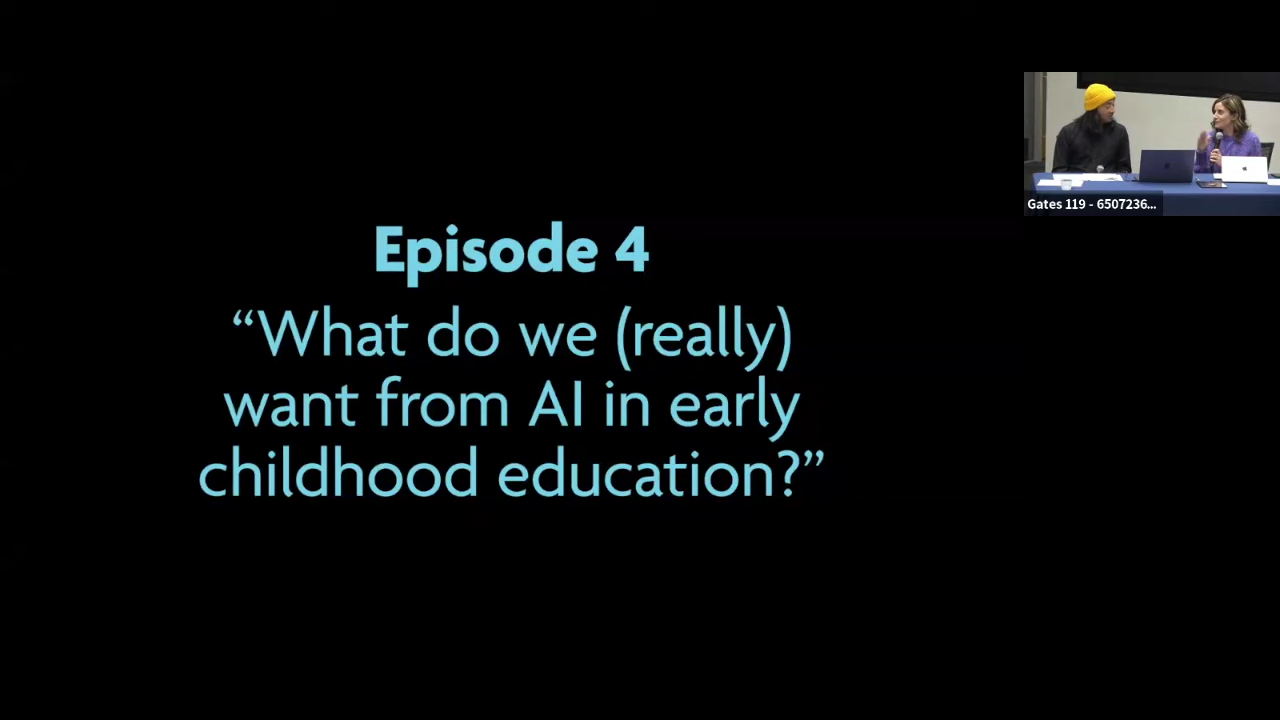 Episode 4
“What do we (really)
want from AI in early
childhood education?”
Gates 119 - 6507236...